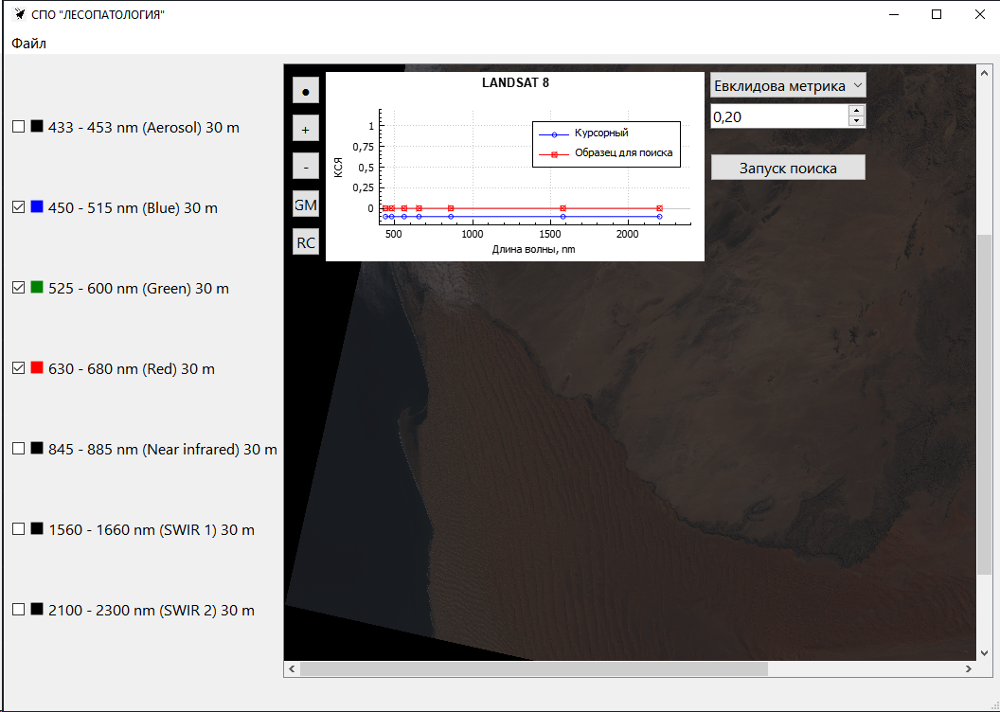 СПО "ЛЕСОПАТОЛОГИЯ"
Файл
433 - 453 nm (Aerosol) 30 m
450 - 515 nm (Blue) 30 m
525 - 600 nm (Green) 30 m
630 - 680 nm (Red) 30 m
845 - 885 nm (Near infrared) 30 m
1560 - 1660 nm (SWIR 1) 30 m
2100 - 2300 nm (SWIR 2) 30 m
+
-
GM
RC
LANDSAT 8
КСЯ
1
0,75
0,5
0,25
0
Курсорный
Образец для поиска
500 1000 1500 2000
Длина волны, nm
Евклидова метрика
0,20
Запуск поиска